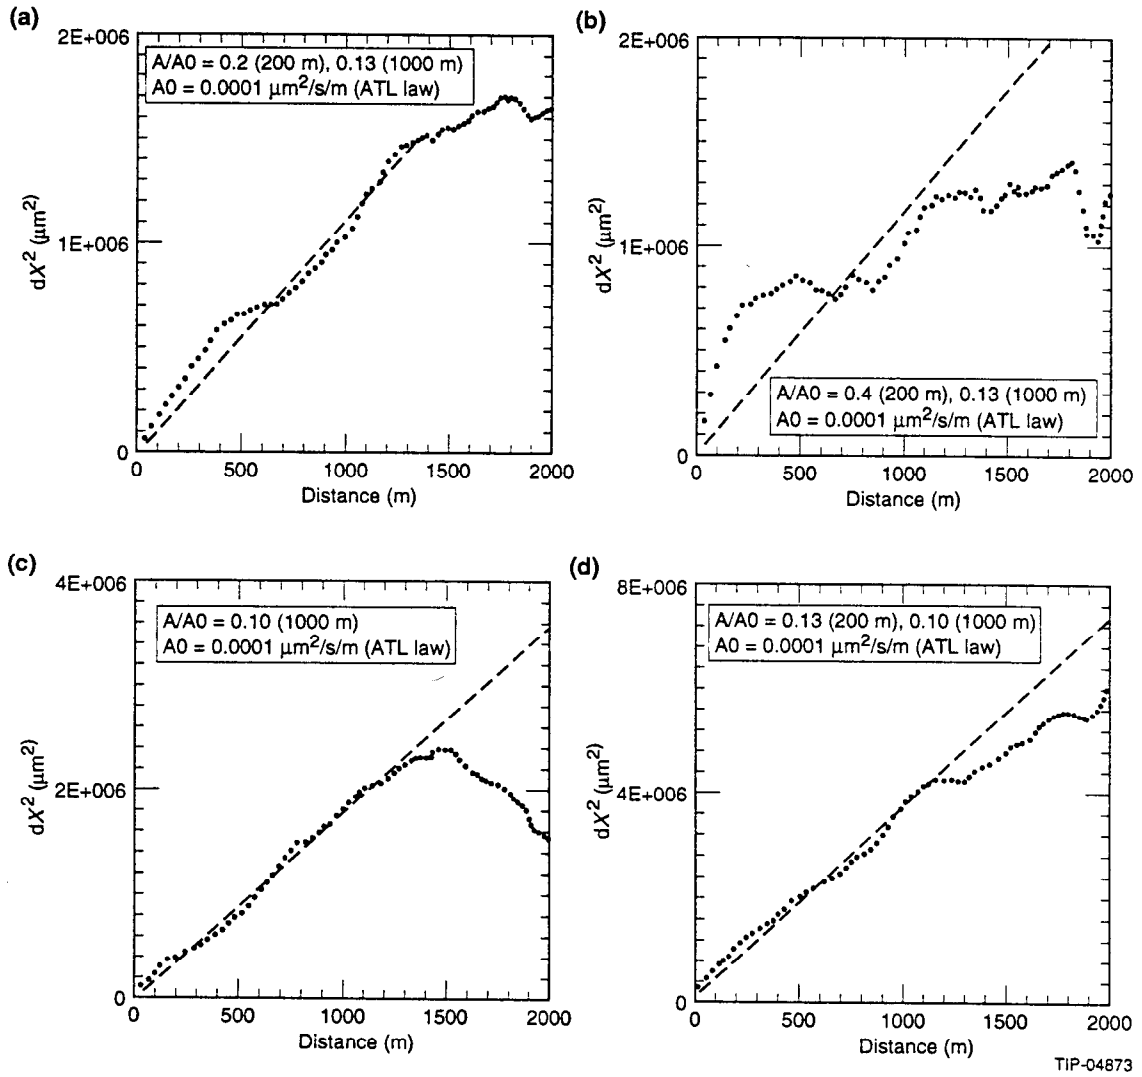 (a)
2E+006
A/A0 = 0.2 (200 m), 0.13 (1000 m)
A0 = 0.0001 μm²/s/m (ATL law)
dX² (μm²)
1E+006
0
0 500 1000 1500 2000
Distance (m)
(b)
2E+006
dX² (μm²)
1E+006
A/A0 = 0.4 (200 m), 0.13 (1000 m)
A0 = 0.0001 μm²/s/m (ATL law)
0
0 500 1000 1500 2000
Distance (m)
(c)
4E+006
A/A0 = 0.10 (1000 m)
A0 = 0.0001 μm²/s/m (ATL law)
dX² (μm²)
2E+006
0
0 500 1000 1500 2000
Distance (m)
(d)
8E+006
A/A0 = 0.13 (200 m), 0.10 (1000 m)
A0 = 0.0001 μm²/s/m (ATL law)
dX² (μm²)
4E+006
0
0 500 1000 1500 2000
Distance (m)
TIP-04873